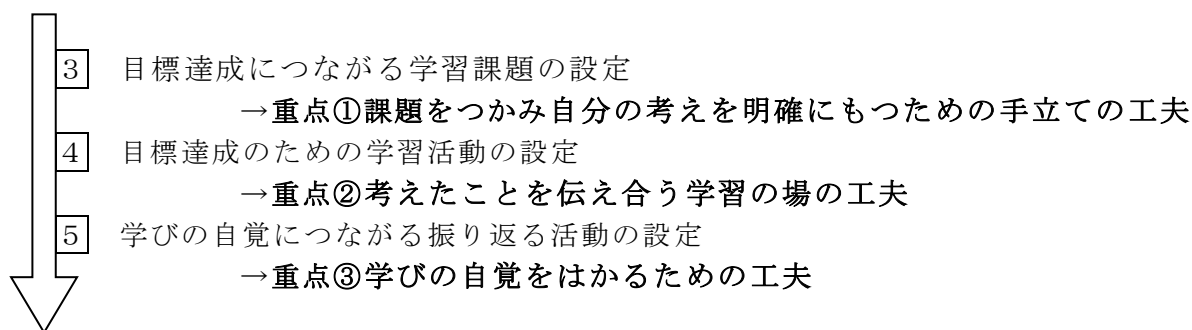 3 目標達成につながる学習課題の設定
→重点①課題をつかみ自分の考えを明確にもつための手立ての工夫
4 目標達成のための学習活動の設定
→重点②考えたことを伝え合う学習の場の工夫
5 学びの自覚につながる振り返る活動の設定
→重点③学びの自覚をはかるための工夫